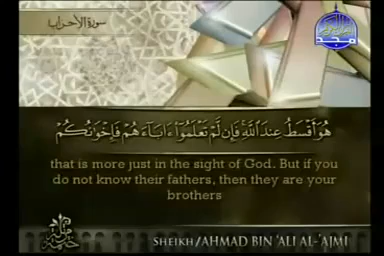 سورة الأحزاب
هُوَ أَقْسَطُ عِندَ ٱللَّهِ فَإِن لَّمْ تَعْلَمُوٓا۟ ءَابَآءَهُمْ فَإِخْوَٰنُكُمْ
that is more just in the sight of God. But if you
do not know their fathers, then they are your
brothers
SHEIKH/AHMAD BIN 'ALI AL-'AJMI